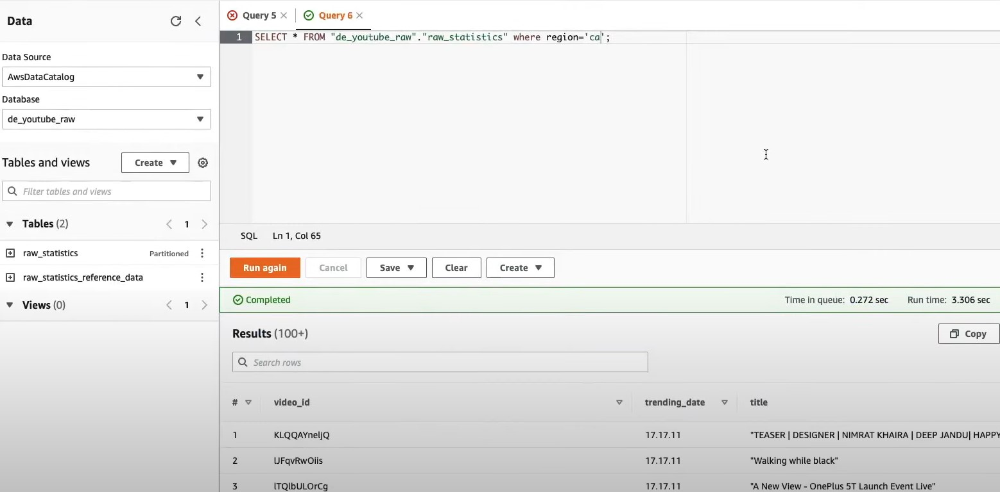 Data
Data Source
AwsDataCatalog
Database
de_youtube_raw
Tables and views
Create
Filter tables and views
Tables (2)
1
raw_statistics Partitioned
raw_statistics_reference_data
Views (0)
1
Query 5 Query 6
1 SELECT * FROM "de_youtube_raw"."raw_statistics" where region='ca';
SQL Ln 1, Col 65
Run again Cancel Save Clear Create
Completed Time in queue: 0.272 sec Run time: 3.306 sec
Results (100+) Copy
Search rows
# video_id trending_date title
1 KLQQAYneljQ 17.17.11 "TEASER | DESIGNER | NIMRAT KHAIRA | DEEP JANDU| HAPPY
2 lJFqvRwOiis 17.17.11 "Walking while black"
3 lTQlbULOrCg 17.17.11 "A New View - OnePlus 5T Launch Event Live"